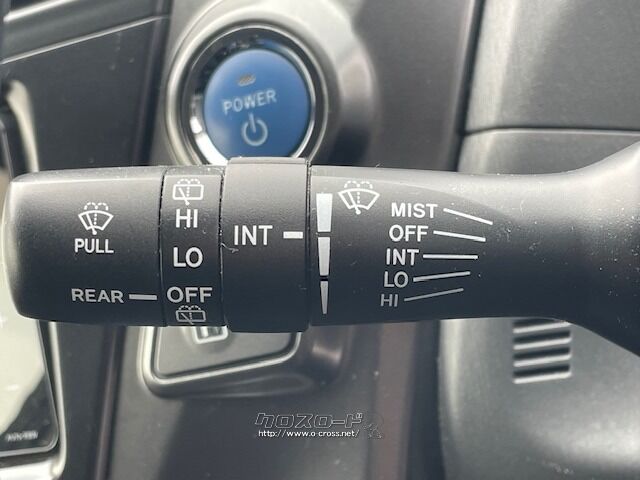 POWER
PULL
REAR
HI
LO
OFF
INT
MIST
OFF
INT
LO
HI
クロスロード
http://www.o-cross.net/